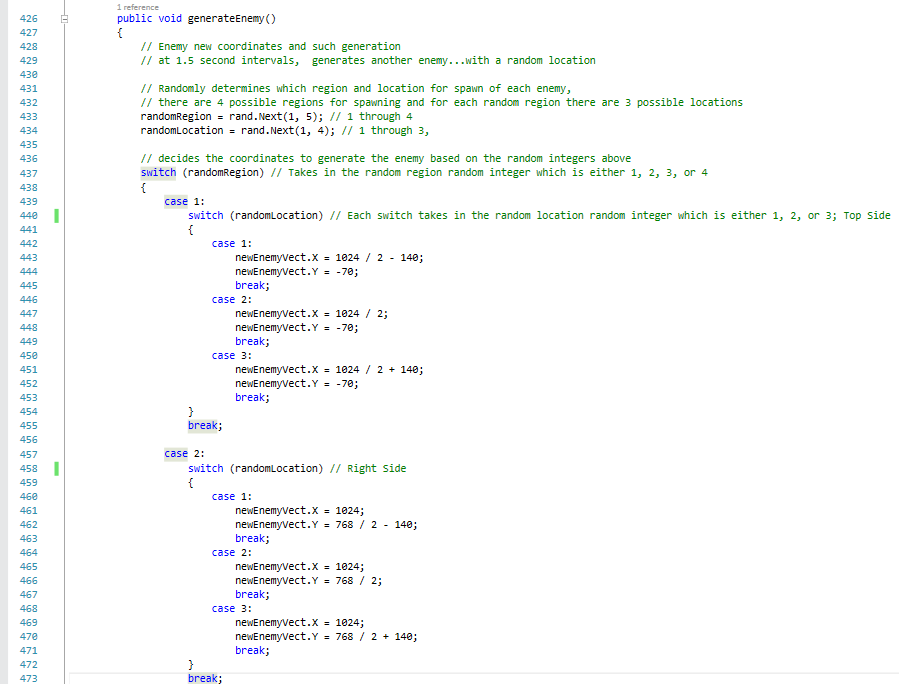 1 reference
426 public void generateEnemy()
427 {
428 // Enemy new coordinates and such generation
429 // at 1.5 second intervals,  generates another enemy...with a random location
430
431 // Randomly determines which region and location for spawn of each enemy,
432 // there are 4 possible regions for spawning and for each random region there are 3 possible locations
433 randomRegion = rand.Next(1, 5); // 1 through 4
434 randomLocation = rand.Next(1, 4); // 1 through 3,
435
436 // decides the coordinates to generate the enemy based on the random integers above
437 switch (randomRegion) // Takes in the random region random integer which is either 1, 2, 3, or 4
438 {
439 case 1:
440 switch (randomLocation) // Each switch takes in the random location random integer which is either 1, 2, or 3; Top Side
441 {
442 case 1:
443 newEnemyVect.X = 1024 / 2 - 140;
444 newEnemyVect.Y = -70;
445 break;
446 case 2:
447 newEnemyVect.X = 1024 / 2;
448 newEnemyVect.Y = -70;
449 break;
450 case 3:
451 newEnemyVect.X = 1024 / 2 + 140;
452 newEnemyVect.Y = -70;
453 break;
454 }
455 break;
456
457 case 2:
458 switch (randomLocation) // Right Side
459 {
460 case 1:
461 newEnemyVect.X = 1024;
462 newEnemyVect.Y = 768 / 2 - 140;
463 break;
464 case 2:
465 newEnemyVect.X = 1024;
466 newEnemyVect.Y = 768 / 2;
467 break;
468 case 3:
469 newEnemyVect.X = 1024;
470 newEnemyVect.Y = 768 / 2 + 140;
471 break;
472 }
473 break;